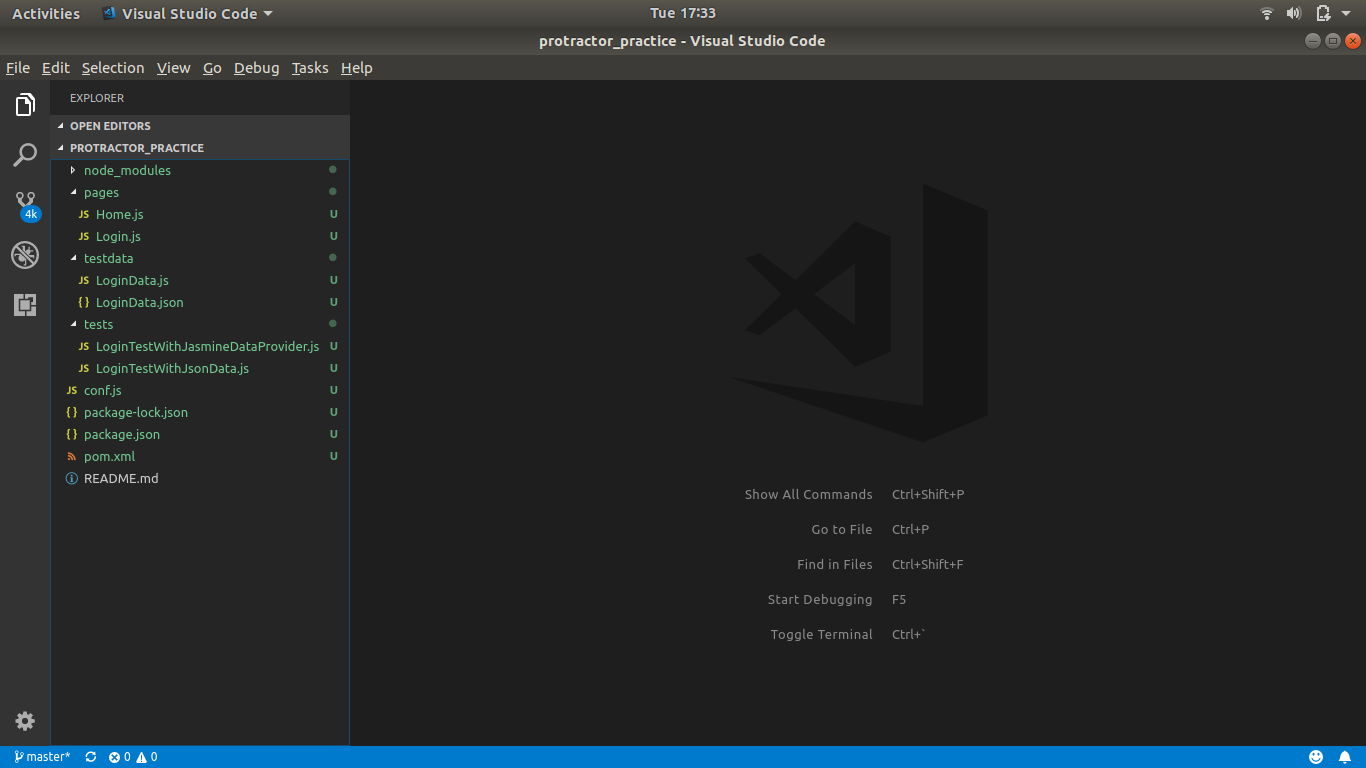 Activities Visual Studio Code Tue 17:33
protractor_practice - Visual Studio Code
File Edit Selection View Go Debug Tasks Help
EXPLORER
OPEN EDITORS
PROTRACTOR_PRACTICE
node_modules
pages
JS Home.js U
JS Login.js U
testdata
JS LoginData.js U
{ } LoginData.json U
tests
JS LoginTestWithJasmineDataProvider.js U
JS LoginTestWithJsonData.js U
JS conf.js U
{ } package-lock.json U
{ } package.json U
pom.xml U
README.md
4k
Show All Commands Ctrl+Shift+P
Go to File Ctrl+P
Find in Files Ctrl+Shift+F
Start Debugging F5
Toggle Terminal Ctrl+`
master* 0 0